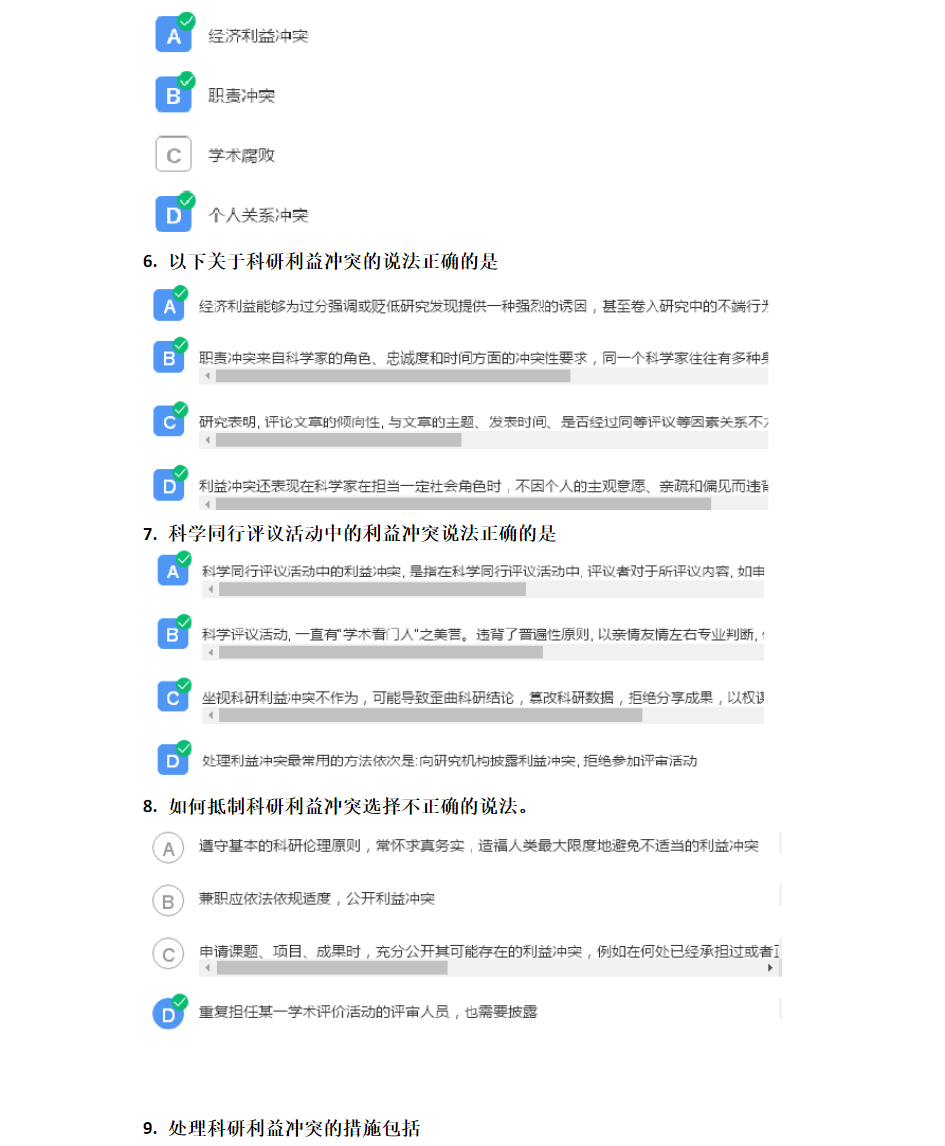 A 经济利益冲突
B 职责冲突
C 学术腐败
D 个人关系冲突
6. 以下关于科研利益冲突的说法正确的是
A 经济利益能够为过分强调或贬低研究发现提供一种强烈的诱因，甚至卷入研究中的不端行为
B 职责冲突来自科学家的角色、忠诚度和时间方面的冲突性要求，同一个科学家往往有多种身
C 研究表明, 评论文章的倾向性, 与文章的主题、发表时间、是否经过同等评议等因素关系不大
D 利益冲突还表现在科学家在担当一定社会角色时，不因个人的主观意愿、亲疏和偏见而违背
7. 科学同行评议活动中的利益冲突说法正确的是
A 科学同行评议活动中的利益冲突, 是指在科学同行评议活动中, 评议者对于所评议内容, 如申
B 科学评议活动, 一直有"学术看门人"之美誉。违背了普遍性原则, 以亲情友情左右专业判断,
C 坐视科研利益冲突不作为，可能导致歪曲科研结论，篡改科研数据，拒绝分享成果，以权谋
D 处理利益冲突最常用的方法依次是:向研究机构披露利益冲突, 拒绝参加评审活动
8. 如何抵制科研利益冲突选择不正确的说法。
A 遵守基本的科研伦理原则，常怀求真务实，造福人类最大限度地避免不适当的利益冲突
B 兼职应依法依规适度，公开利益冲突
C 申请课题、项目、成果时，充分公开其可能存在的利益冲突，例如在何处已经承担过或者正
D 重复担任某一学术评价活动的评审人员，也需要披露
9. 处理科研利益冲突的措施包括